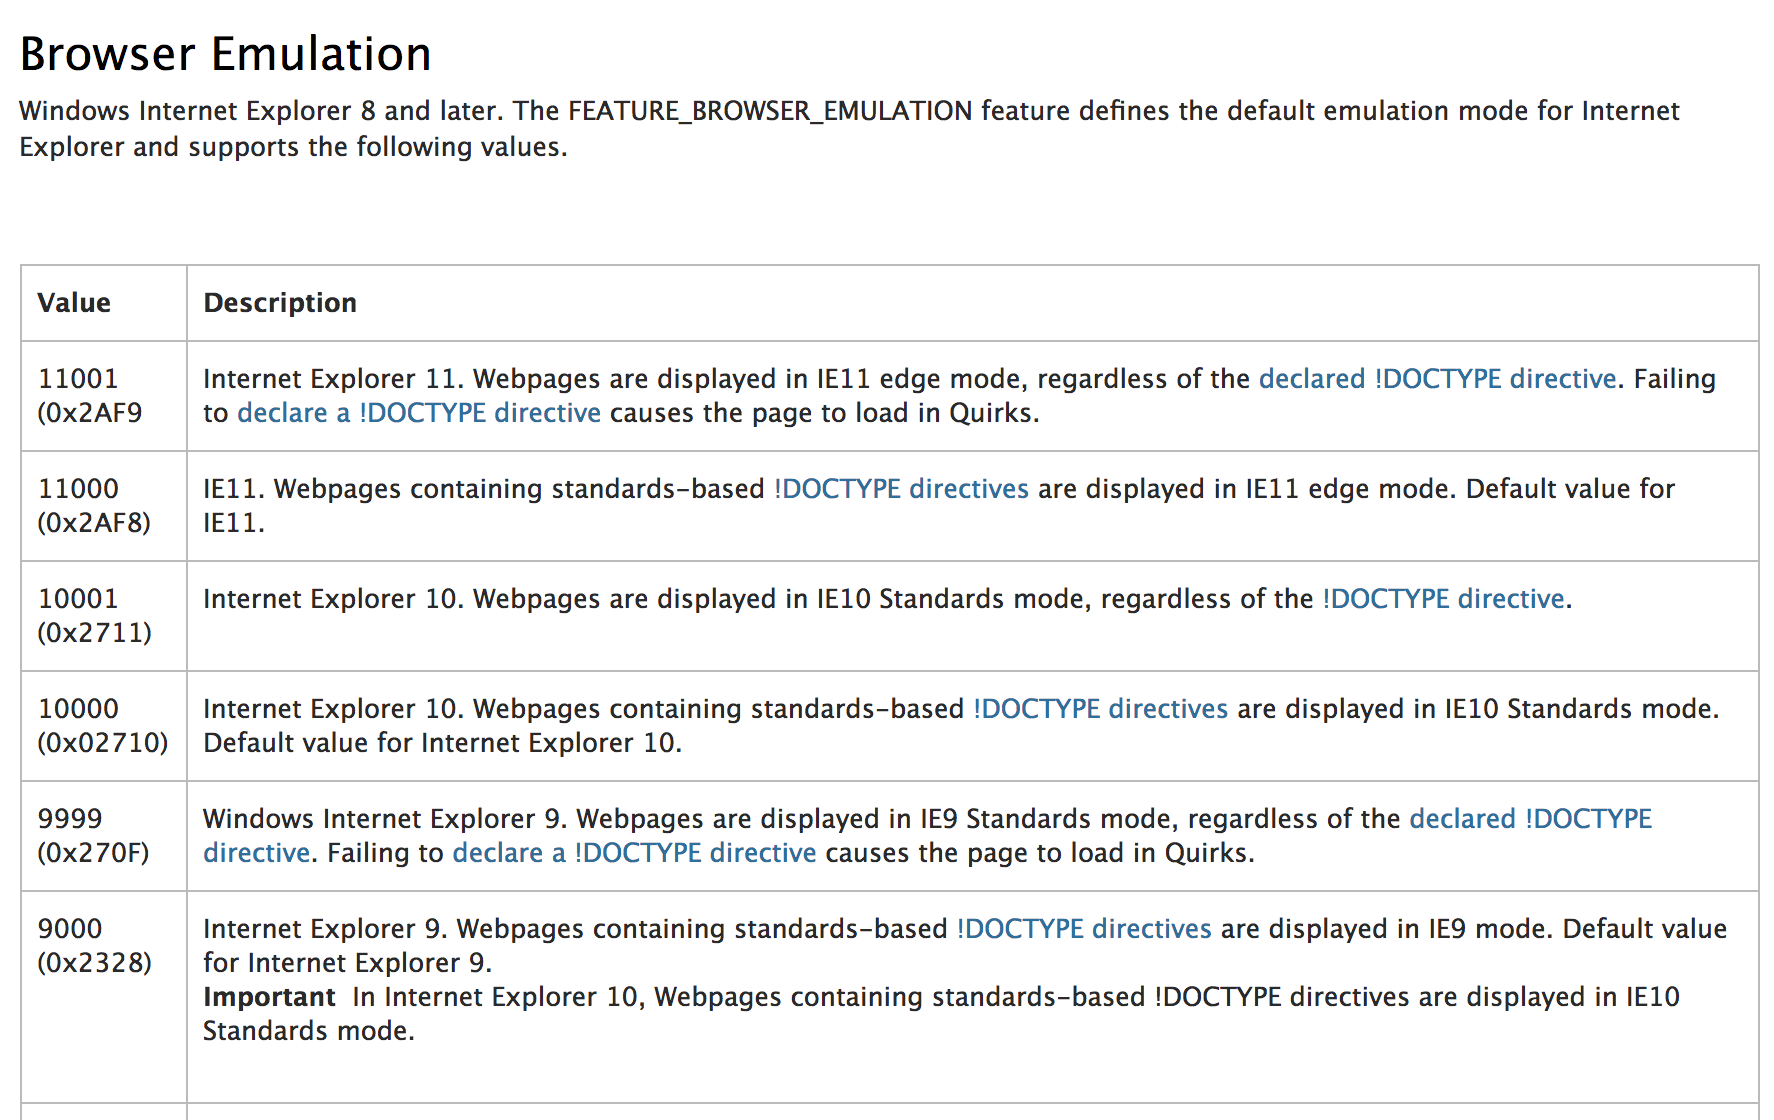 Browser Emulation
Windows Internet Explorer 8 and later. The FEATURE_BROWSER_EMULATION feature defines the default emulation mode for Internet
Explorer and supports the following values.
Value
Description
11001
(0x2AF9
Internet Explorer 11. Webpages are displayed in IE11 edge mode, regardless of the declared !DOCTYPE directive. Failing
to declare a !DOCTYPE directive causes the page to load in Quirks.
11000
(0x2AF8)
IE11. Webpages containing standards-based !DOCTYPE directives are displayed in IE11 edge mode. Default value for
IE11.
10001
(0x2711)
Internet Explorer 10. Webpages are displayed in IE10 Standards mode, regardless of the !DOCTYPE directive.
10000
(0x02710)
Internet Explorer 10. Webpages containing standards-based !DOCTYPE directives are displayed in IE10 Standards mode.
Default value for Internet Explorer 10.
9999
(0x270F)
Windows Internet Explorer 9. Webpages are displayed in IE9 Standards mode, regardless of the declared !DOCTYPE
directive. Failing to declare a !DOCTYPE directive causes the page to load in Quirks.
9000
(0x2328)
Internet Explorer 9. Webpages containing standards-based !DOCTYPE directives are displayed in IE9 mode. Default value
for Internet Explorer 9.
Important In Internet Explorer 10, Webpages containing standards-based !DOCTYPE directives are displayed in IE10
Standards mode.